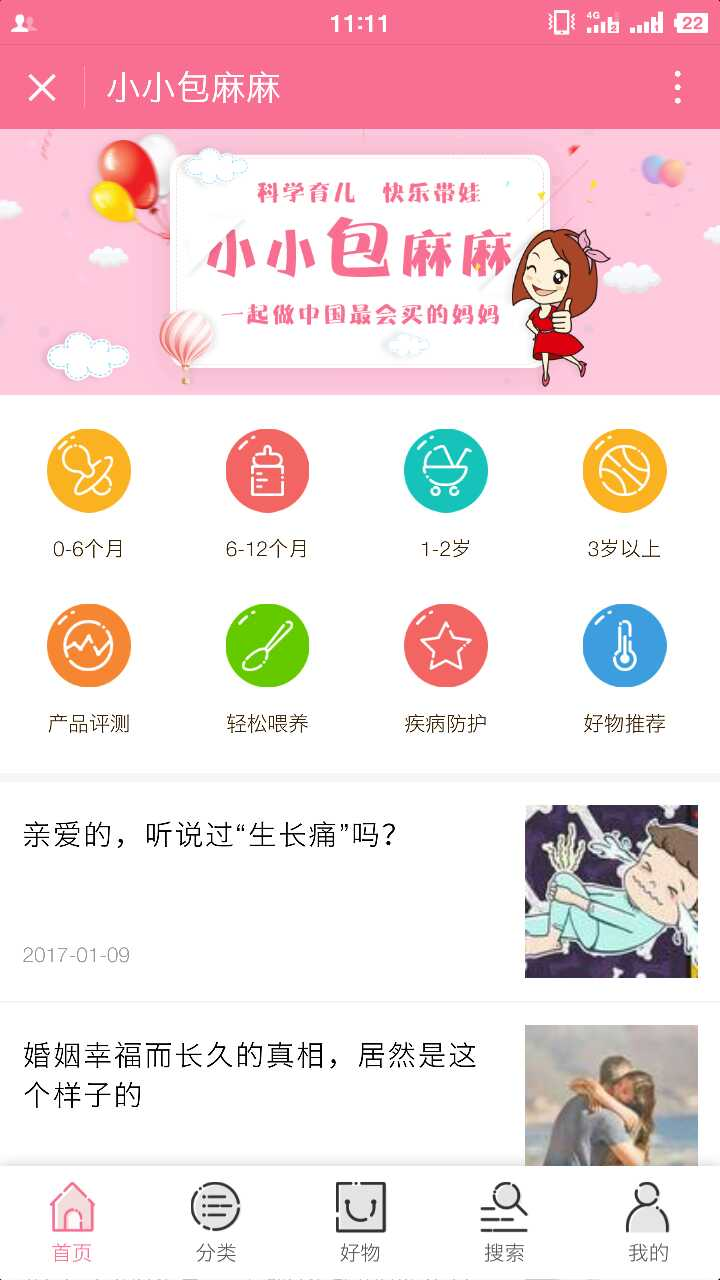 11:11
4G
2
22
小小包麻麻
科学育儿 快乐带娃
小小包麻麻
一起做中国最会买的妈妈
0-6个月
6-12个月
1-2岁
3岁以上
产品评测
轻松喂养
疾病防护
好物推荐
亲爱的，听说过“生长痛”吗？
2017-01-09
婚姻幸福而长久的真相，居然是这
个样子的
首页
分类
好物
搜索
我的